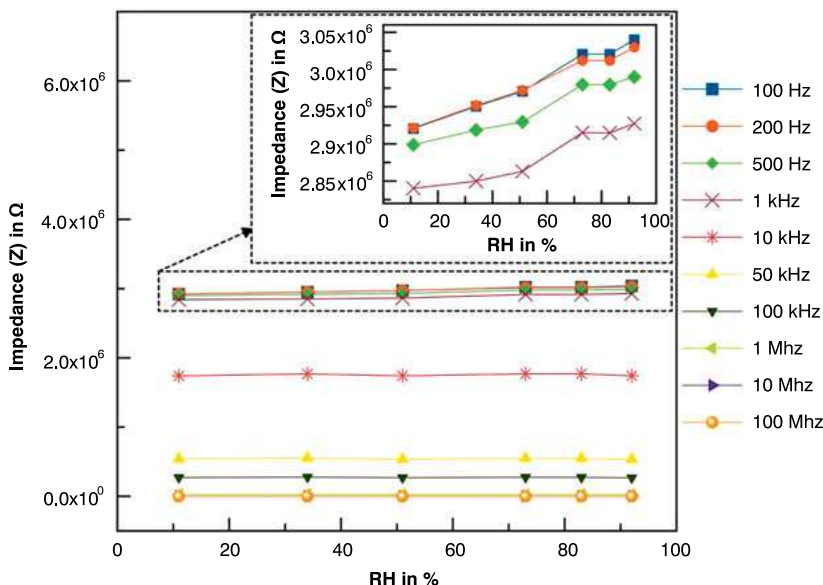 3.05x10⁶
3.0x10⁶
2.95x10⁶
2.9x10⁶
2.85x10⁶
Impedance (Z) in Ω
0 20 40 60 80 100
RH in %
6.0x10⁶
4.0x10⁶
2.0x10⁶
0.0x10⁰
Impedance (Z) in Ω
0 20 40 60 80 100
RH in %
100 Hz
200 Hz
500 Hz
1 kHz
10 kHz
50 kHz
100 kHz
1 Mhz
10 Mhz
100 Mhz